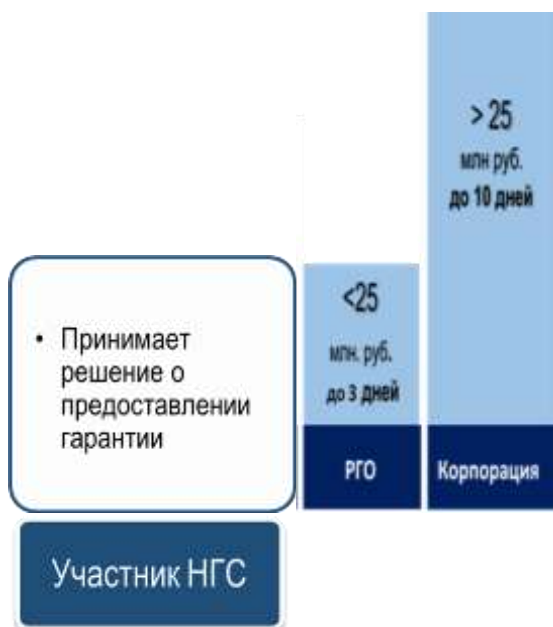 > 25
млн руб.
до 10 дней
<25
млн. руб.
до 3 дней
• Принимает
решение о
предоставлении
гарантии
РГО
Корпорация
Участник НГС